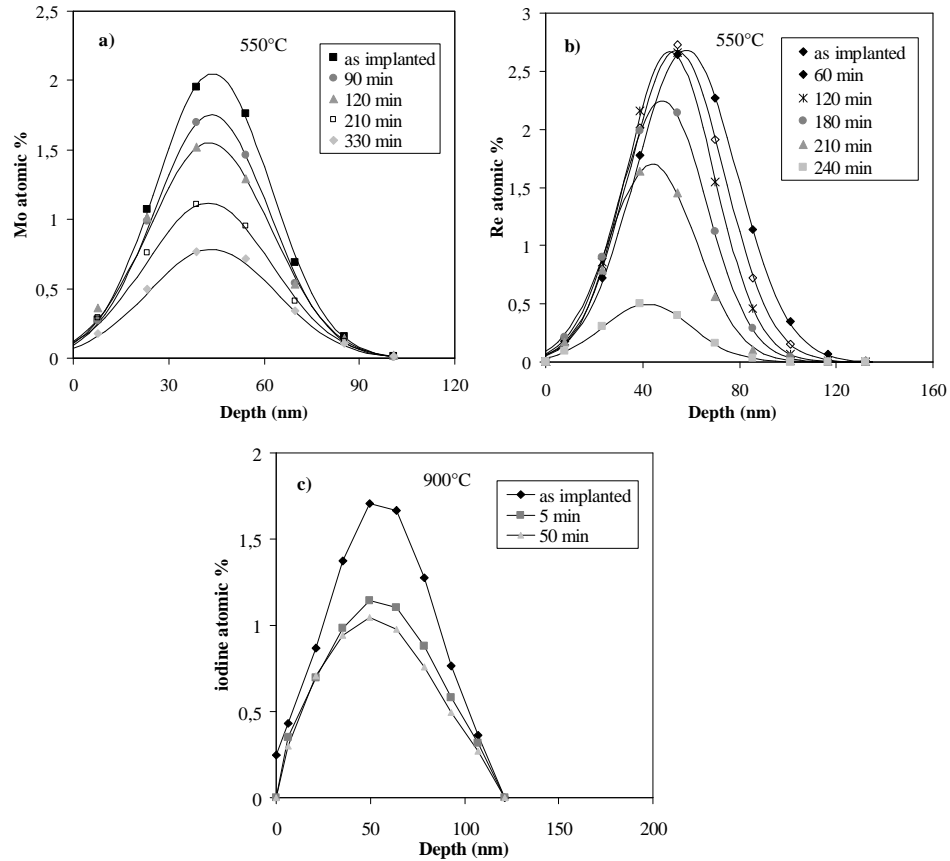 a)
550°C
as implanted
90 min
120 min
210 min
330 min
Mo atomic %
2,5
2
1,5
1
0,5
0
0 30 60 90 120
Depth (nm)
b)
550°C
as implanted
60 min
120 min
180 min
210 min
240 min
Re atomic %
3
2,5
2
1,5
1
0,5
0
0 40 80 120 160
Depth (nm)
c)
900°C
as implanted
5 min
50 min
iodine atomic %
2
1,5
1
0,5
0
0 50 100 150 200
Depth (nm)